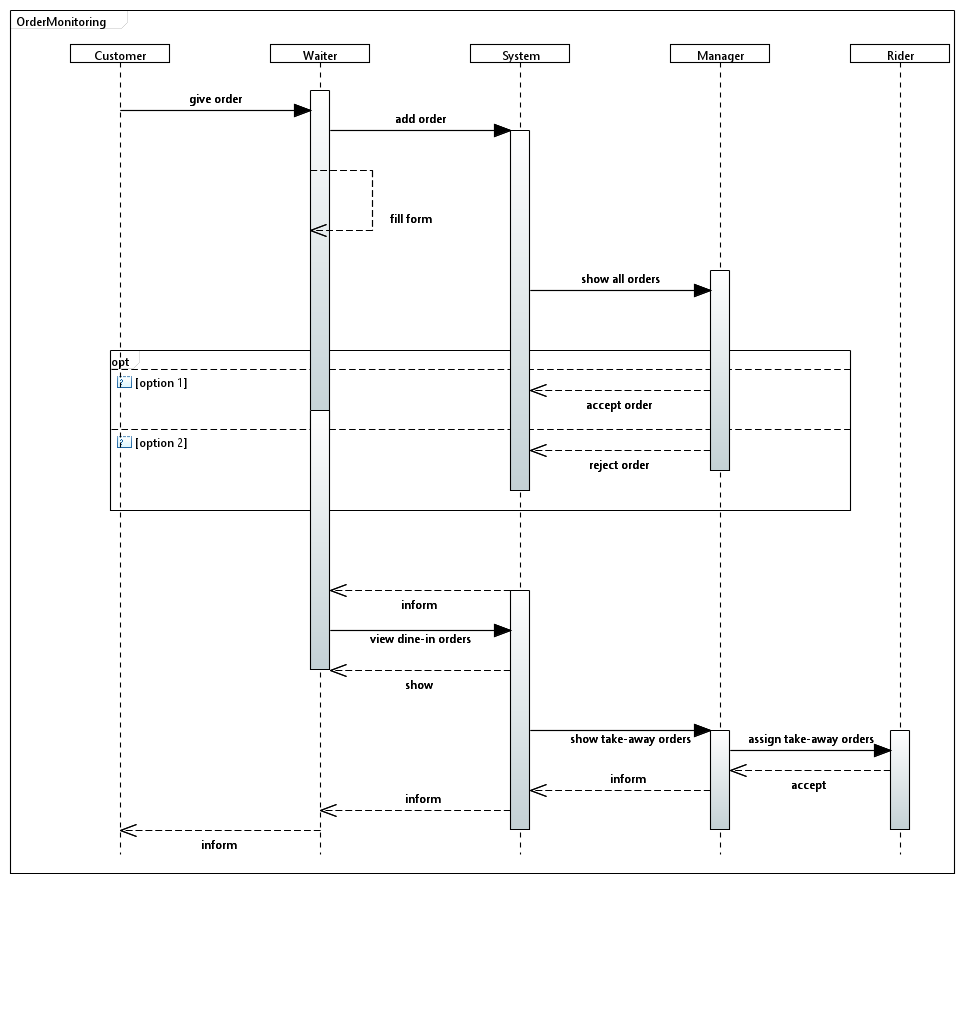 OrderMonitoring
Customer
Waiter
System
Manager
Rider
give order
add order
fill form
show all orders
opt
[option 1]
accept order
[option 2]
reject order
inform
view dine-in orders
show
show take-away orders
assign take-away orders
inform
accept
inform
inform